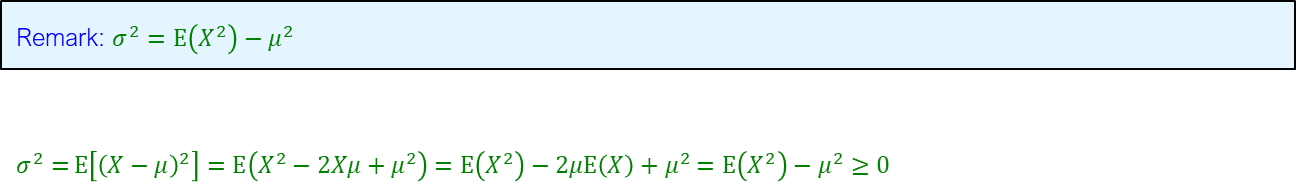 Remark: σ² = E(X²) − μ²
σ² = E[(X − μ)²] = E(X² − 2Xμ + μ²) = E(X²) − 2μE(X) + μ² = E(X²) − μ² ≥ 0